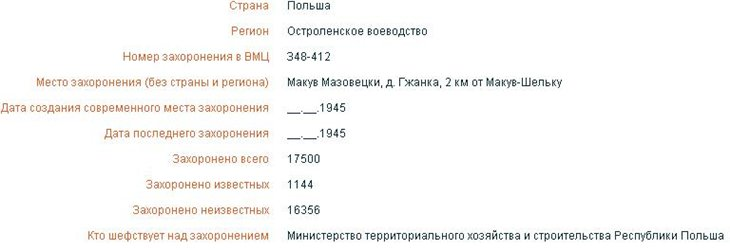 Страна Польша
Регион Остроленское воеводство
Номер захоронения в ВМЦ 348-412
Место захоронения (без страны и региона) Макув Мазовецки, д. Гжанка, 2 км от Макув-Шельку
Дата создания современного места захоронения __.__.1945
Дата последнего захоронения __.__.1945
Захоронено всего 17500
Захоронено известных 1144
Захоронено неизвестных 16356
Кто шефствует над захоронением Министерство территориального хозяйства и строительства Республики Польша